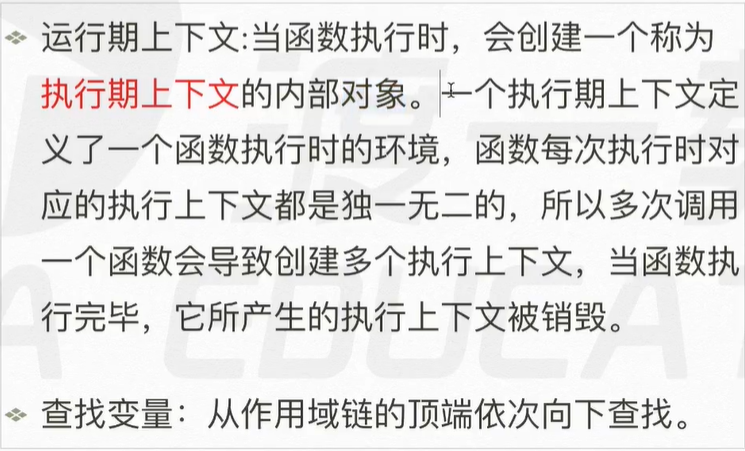 运行期上下文:当函数执行时，会创建一个称为
执行期上下文的内部对象。一个执行期上下文定
义了一个函数执行时的环境，函数每次执行时对
应的执行上下文都是独一无二的，所以多次调用
一个函数会导致创建多个执行上下文，当函数执
行完毕，它所产生的执行上下文被销毁。
查找变量：从作用域链的顶端依次向下查找。